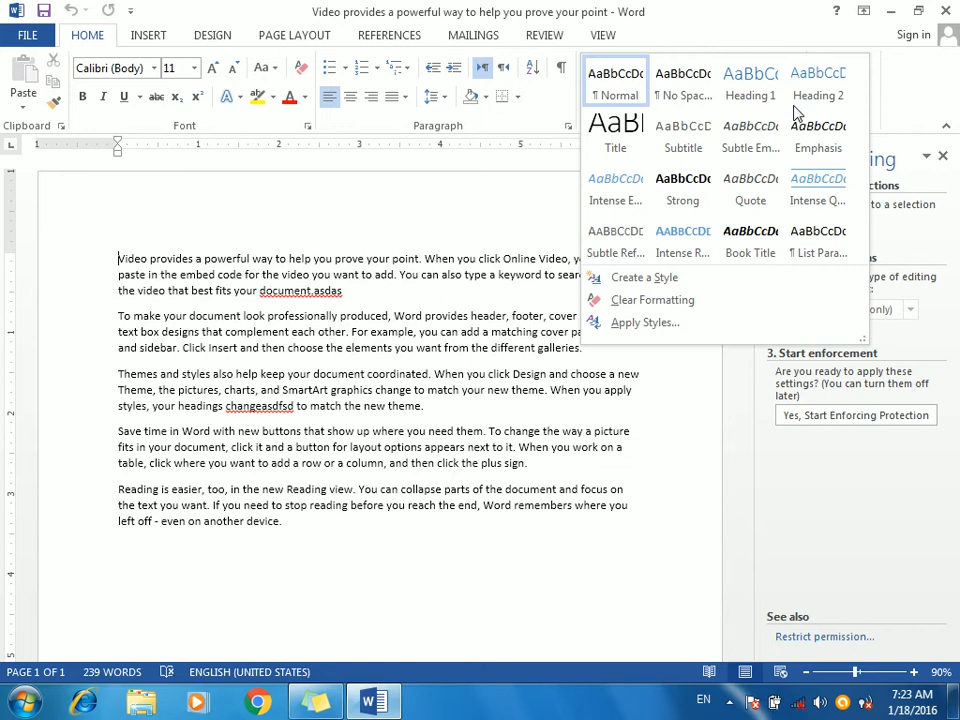 Video provides a powerful way to help you prove your point - Word
Sign in
FILE HOME INSERT DESIGN PAGE LAYOUT REFERENCES MAILINGS REVIEW VIEW
Calibri (Body) 11
Paste
Clipboard Font Paragraph
AaBbCcDc AaBbCcDc AaBbCc AaBbCcD
¶ Normal ¶ No Spac... Heading 1 Heading 2
AaBl AaBbCcD AaBbCcDc AaBbCcDc
Title Subtitle Subtle Em... Emphasis
AaBbCcDc AaBbCcDc AaBbCcDc AaBbCcDc
Intense E... Strong Quote Intense Q...
AaBbCcDd AaBbCcDd AaBbCcDc AaBbCcDc
Subtle Ref... Intense R... Book Title ¶ List Para...
Create a Style
Clear Formatting
Apply Styles...
Video provides a powerful way to help you prove your point. When you click Online Video,
paste in the embed code for the video you want to add. You can also type a keyword to
the video that best fits your document.asdas
To make your document look professionally produced, Word provides header, footer, cover
text box designs that complement each other. For example, you can add a matching cover
and sidebar. Click Insert and then choose the elements you want from the different galleries.
Themes and styles also help keep your document coordinated. When you click Design and choose a new
Theme, the pictures, charts, and SmartArt graphics change to match your new theme. When you apply
styles, your headings changeasdfsd to match the new theme.
Save time in Word with new buttons that show up where you need them. To change the way a picture
fits in your document, click it and a button for layout options appears next to it. When you work on a
table, click where you want to add a row or a column, and then click the plus sign.
Reading is easier, too, in the new Reading view. You can collapse parts of the document and focus on
the text you want. If you need to stop reading before you reach the end, Word remembers where you
left off - even on another device.
ing
ctions
to a selection
type of editing
only)
3. Start enforcement
Are you ready to apply these
settings? (You can turn them off
later)
Yes, Start Enforcing Protection
See also
Restrict permission...
PAGE 1 OF 1 239 WORDS ENGLISH (UNITED STATES) 90%
EN
7:23 AM
1/18/2016